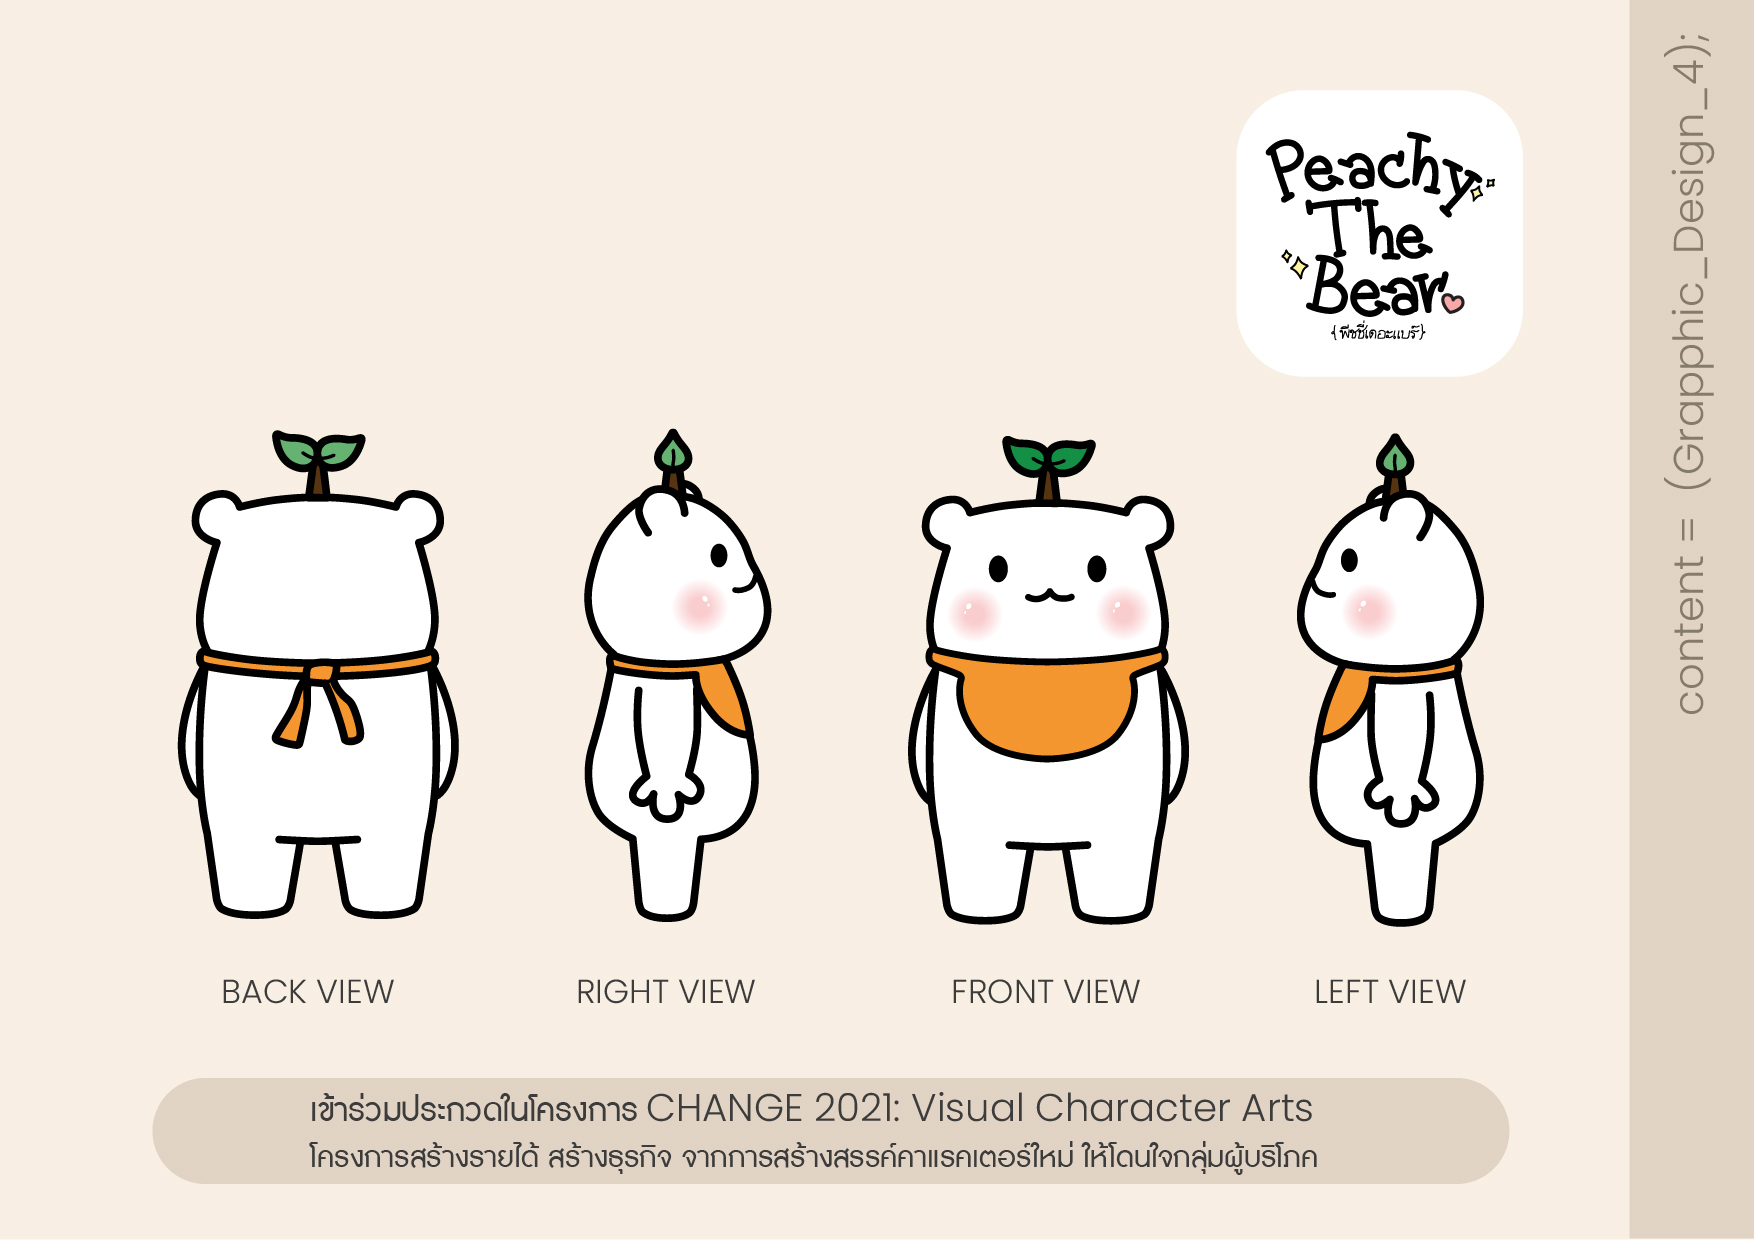 Peachy
The
Bear
{พีชชี่เดอะแบร์}
content = (Grapphic_Design_4);
BACK VIEW
RIGHT VIEW
FRONT VIEW
LEFT VIEW
เข้าร่วมประกวดในโครงการ CHANGE 2021: Visual Character Arts
โครงการสร้างรายได้ สร้างธุรกิจ จากการสร้างสรรค์คาแรคเตอร์ใหม่ ให้โดนใจกลุ่มผู้บริโภค